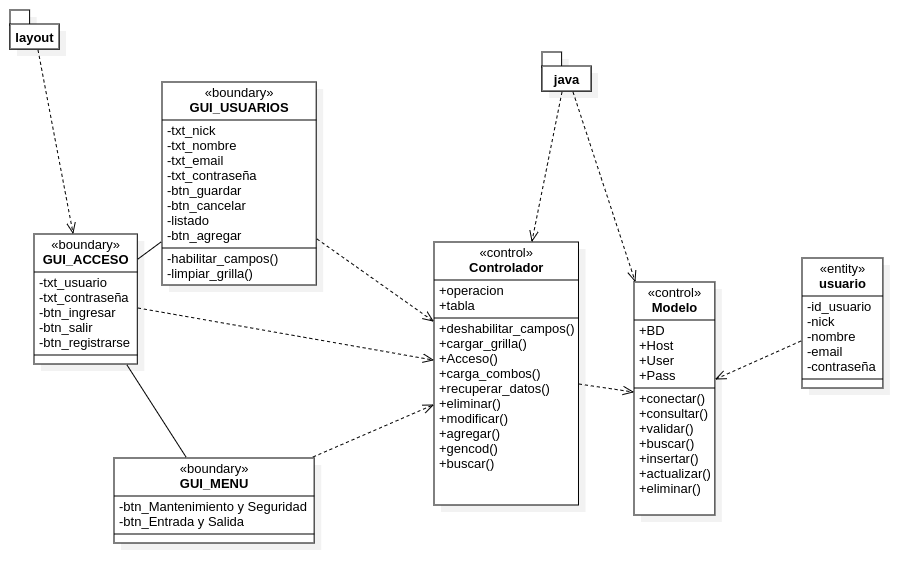 layout
java
«boundary»
GUI_USUARIOS
-txt_nick
-txt_nombre
-txt_email
-txt_contraseña
-btn_guardar
-btn_cancelar
-listado
-btn_agregar
-habilitar_campos()
-limpiar_grilla()
«boundary»
GUI_ACCESO
-txt_usuario
-txt_contraseña
-btn_ingresar
-btn_salir
-btn_registrarse
«boundary»
GUI_MENU
-btn_Mantenimiento y Seguridad
-btn_Entrada y Salida
«control»
Controlador
+operacion
+tabla
+deshabilitar_campos()
+cargar_grilla()
+Acceso()
+carga_combos()
+recuperar_datos()
+eliminar()
+modificar()
+agregar()
+gencod()
+buscar()
«control»
Modelo
+BD
+Host
+User
+Pass
+conectar()
+consultar()
+validar()
+buscar()
+insertar()
+actualizar()
+eliminar()
«entity»
usuario
-id_usuario
-nick
-nombre
-email
-contraseña